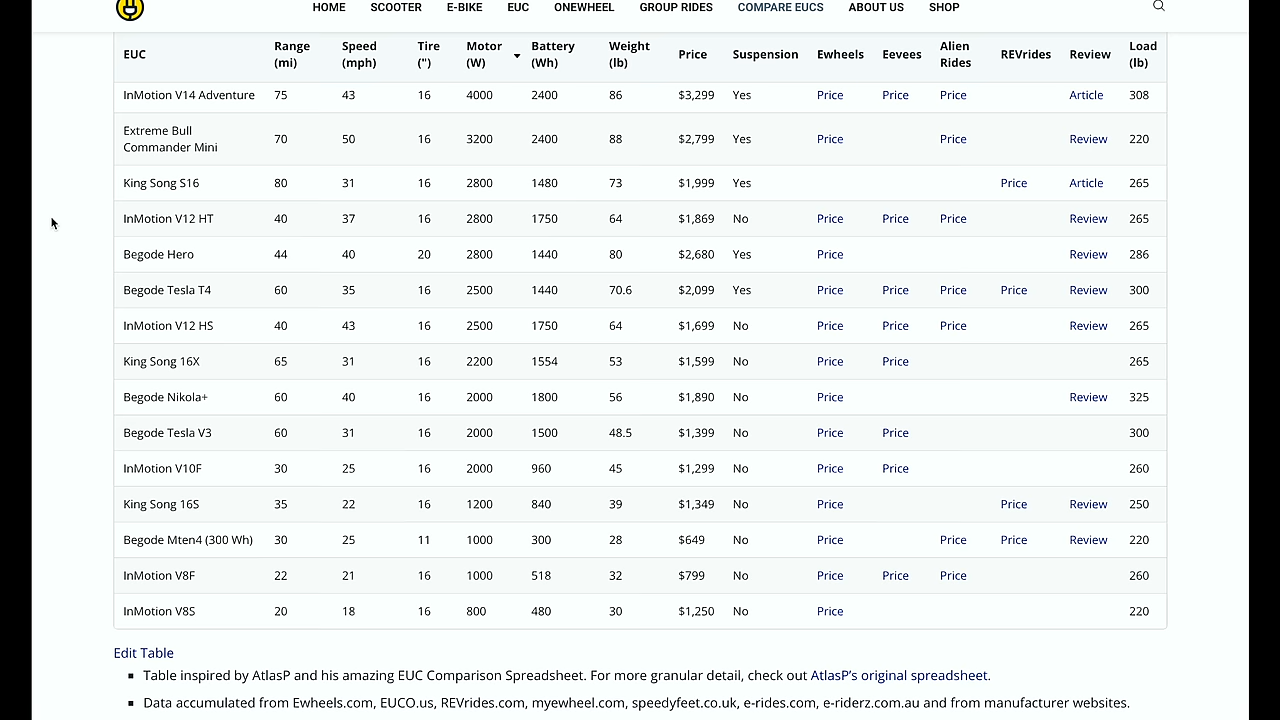 HOME SCOOTER E-BIKE EUC ONEWHEEL GROUP RIDES COMPARE EUCS ABOUT US SHOP
EUC Range (mi) Speed (mph) Tire (") Motor (W) Battery (Wh) Weight (lb) Price Suspension Ewheels Eevees Alien Rides REVrides Review Load (lb)
InMotion V14 Adventure 75 43 16 4000 2400 86 $3,299 Yes Price Price Price Article 308
Extreme Bull Commander Mini 70 50 16 3200 2400 88 $2,799 Yes Price Price Review 220
King Song S16 80 31 16 2800 1480 73 $1,999 Yes Price Article 265
InMotion V12 HT 40 37 16 2800 1750 64 $1,869 No Price Price Price Review 265
Begode Hero 44 40 20 2800 1440 80 $2,680 Yes Price Review 286
Begode Tesla T4 60 35 16 2500 1440 70.6 $2,099 Yes Price Price Price Price Review 300
InMotion V12 HS 40 43 16 2500 1750 64 $1,699 No Price Price Price Review 265
King Song 16X 65 31 16 2200 1554 53 $1,599 No Price Price 265
Begode Nikola+ 60 40 16 2000 1800 56 $1,890 No Price Review 325
Begode Tesla V3 60 31 16 2000 1500 48.5 $1,399 No Price Price 300
InMotion V10F 30 25 16 2000 960 45 $1,299 No Price Price 260
King Song 16S 35 22 16 1200 840 39 $1,349 No Price Price Review 250
Begode Mten4 (300 Wh) 30 25 11 1000 300 28 $649 No Price Price Price Review 220
InMotion V8F 22 21 16 1000 518 32 $799 No Price Price Price 260
InMotion V8S 20 18 16 800 480 30 $1,250 No Price 220
Edit Table
Table inspired by AtlasP and his amazing EUC Comparison Spreadsheet. For more granular detail, check out AtlasP's original spreadsheet.
Data accumulated from Ewheels.com, EUCO.us, REVrides.com, myewheel.com, speedyfeet.co.uk, e-rides.com, e-riderz.com.au and from manufacturer websites.